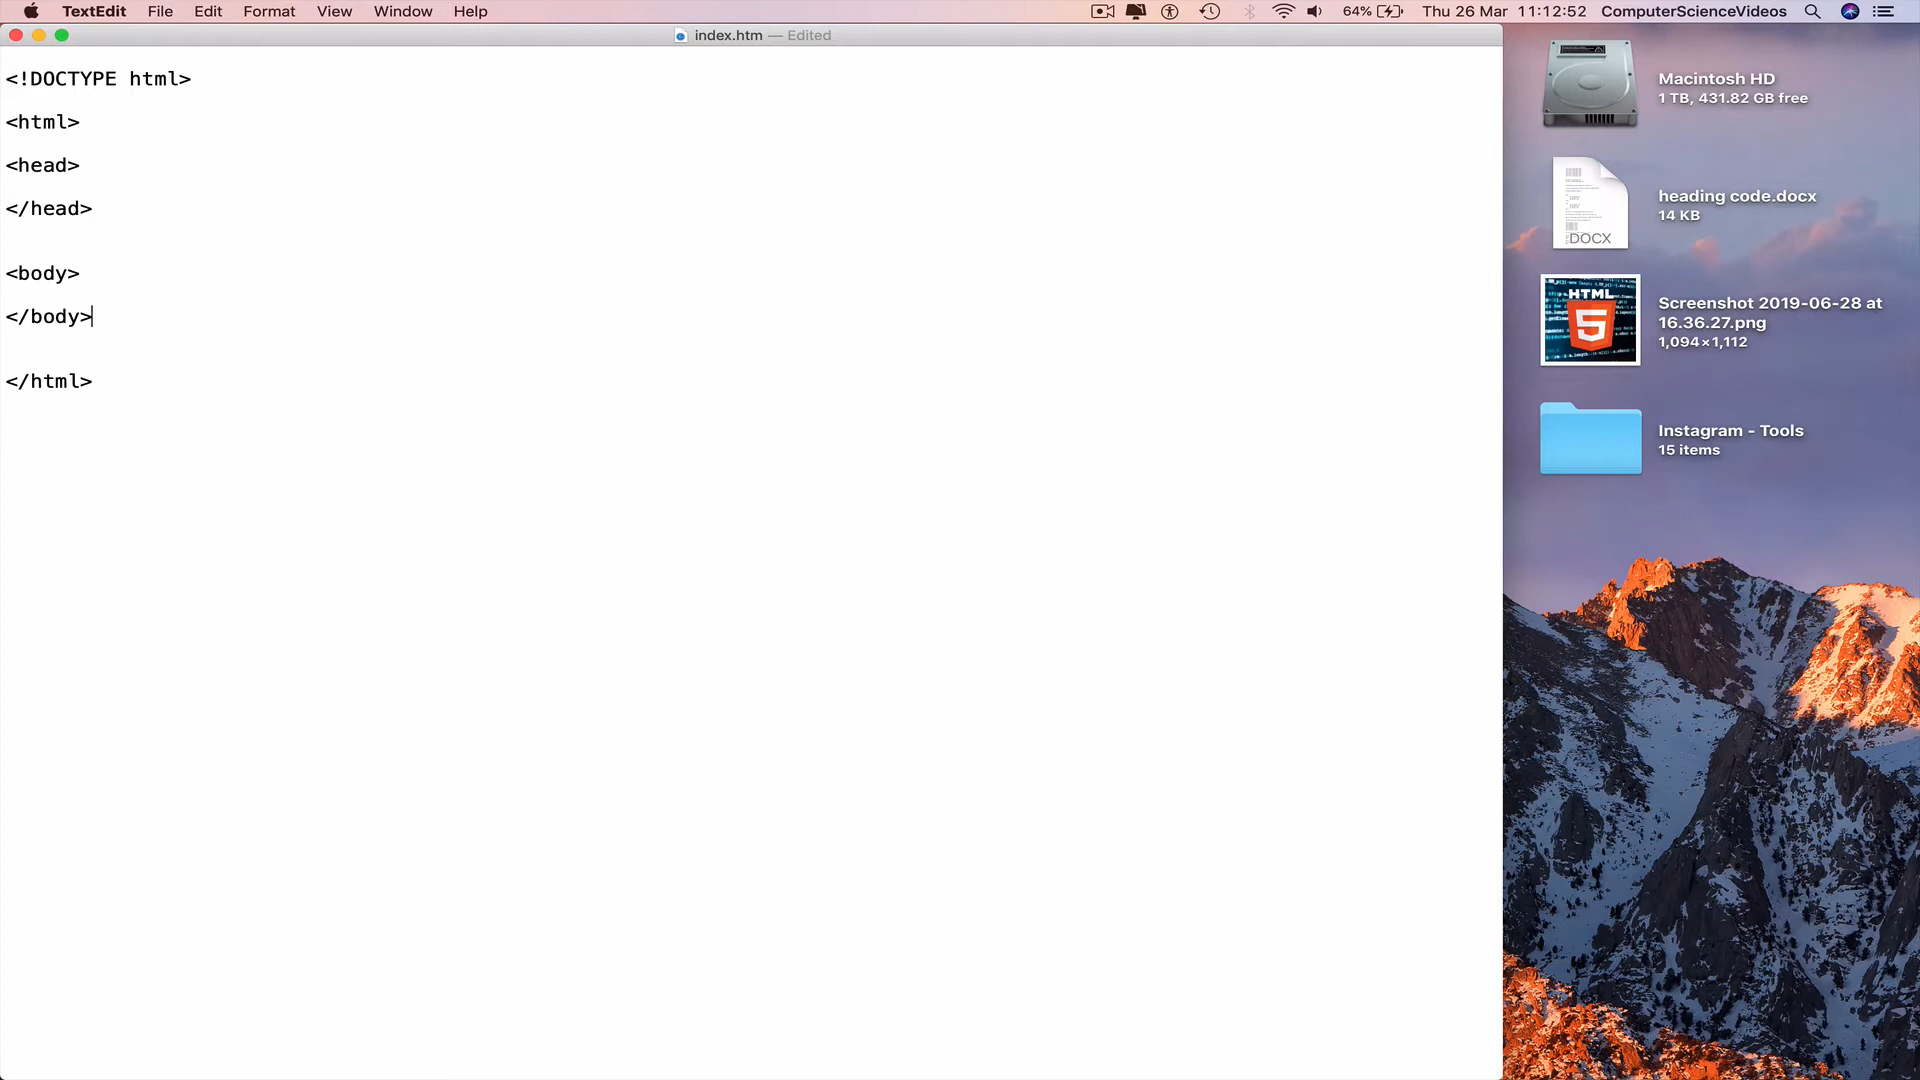 TextEdit File Edit Format View Window Help 64% Thu 26 Mar 11:12:52 ComputerScienceVideos
index.htm — Edited
<!DOCTYPE html>
<html>
<head>
</head>
<body>
</body>
</html>
Macintosh HD
1 TB, 431.82 GB free
heading code.docx
14 KB
DOCX
HTML
5
Screenshot 2019-06-28 at
16.36.27.png
1,094×1,112
Instagram - Tools
15 items